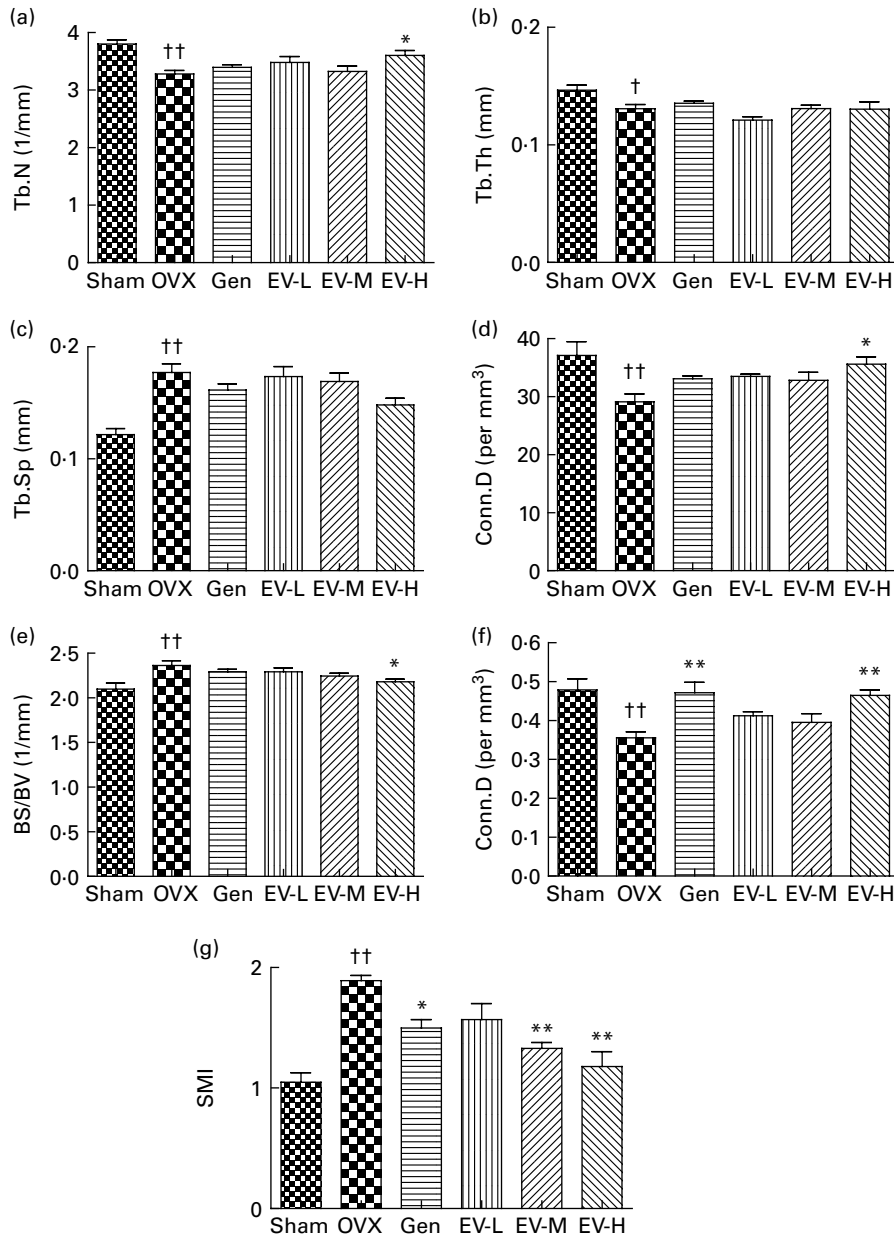 (a)
Tb.N (1/mm)
4
3
2
1
0
††
*
Sham OVX Gen EV-L EV-M EV-H
(b)
Tb.Th (mm)
0·2
0·1
0·0
†
Sham OVX Gen EV-L EV-M EV-H
(c)
Tb.Sp (mm)
0·2
0·1
0·0
††
Sham OVX Gen EV-L EV-M EV-H
(d)
Conn.D (per mm³)
40
30
20
10
0
††
*
Sham OVX Gen EV-L EV-M EV-H
(e)
BS/BV (1/mm)
2·5
2·0
1·5
1·0
0·5
0·0
††
*
Sham OVX Gen EV-L EV-M EV-H
(f)
Conn.D (per mm³)
0·6
0·5
0·4
0·3
0·2
0·1
0·0
††
**
**
Sham OVX Gen EV-L EV-M EV-H
(g)
SMI
2
1
0
††
*
**
**
Sham OVX Gen EV-L EV-M EV-H